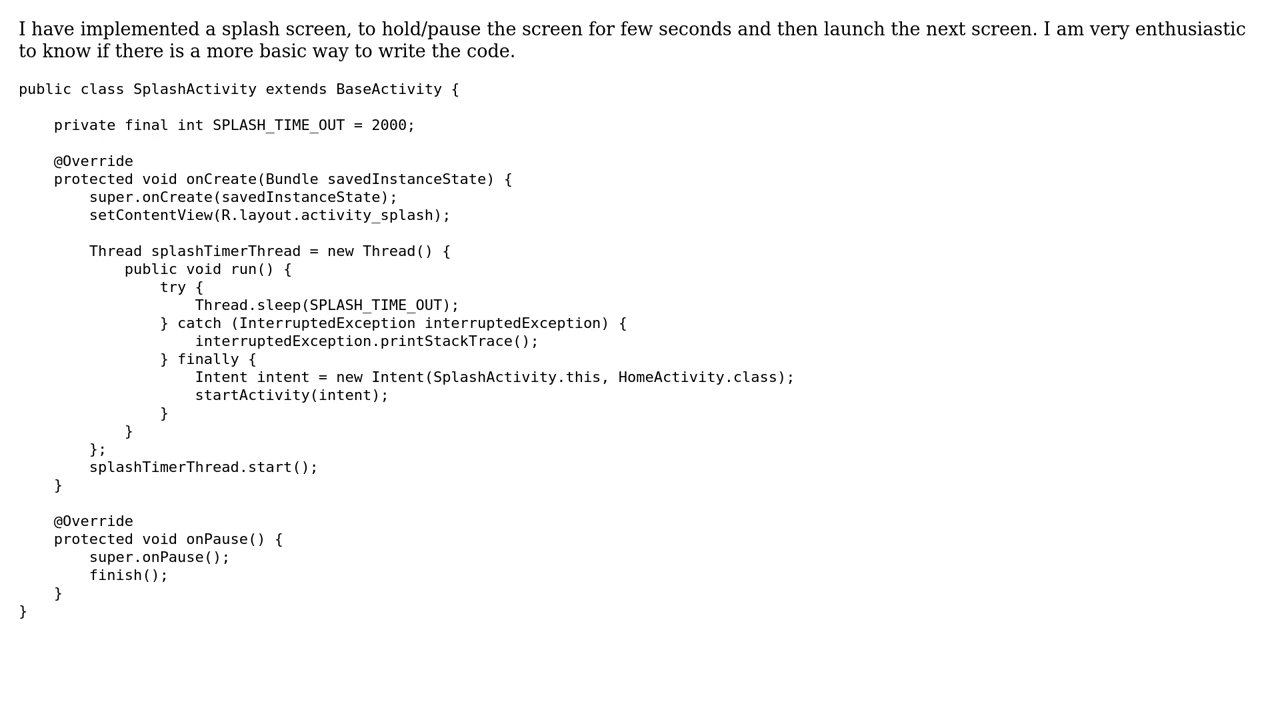 I have implemented a splash screen, to hold/pause the screen for few seconds and then launch the next screen. I am very enthusiastic
to know if there is a more basic way to write the code.
public class SplashActivity extends BaseActivity {
    private final int SPLASH_TIME_OUT = 2000;
    @Override
    protected void onCreate(Bundle savedInstanceState) {
        super.onCreate(savedInstanceState);
        setContentView(R.layout.activity_splash);
        Thread splashTimerThread = new Thread() {
            public void run() {
                try {
                    Thread.sleep(SPLASH_TIME_OUT);
                } catch (InterruptedException interruptedException) {
                    interruptedException.printStackTrace();
                } finally {
                    Intent intent = new Intent(SplashActivity.this, HomeActivity.class);
                    startActivity(intent);
                }
            }
        };
        splashTimerThread.start();
    }
    @Override
    protected void onPause() {
        super.onPause();
        finish();
    }
}